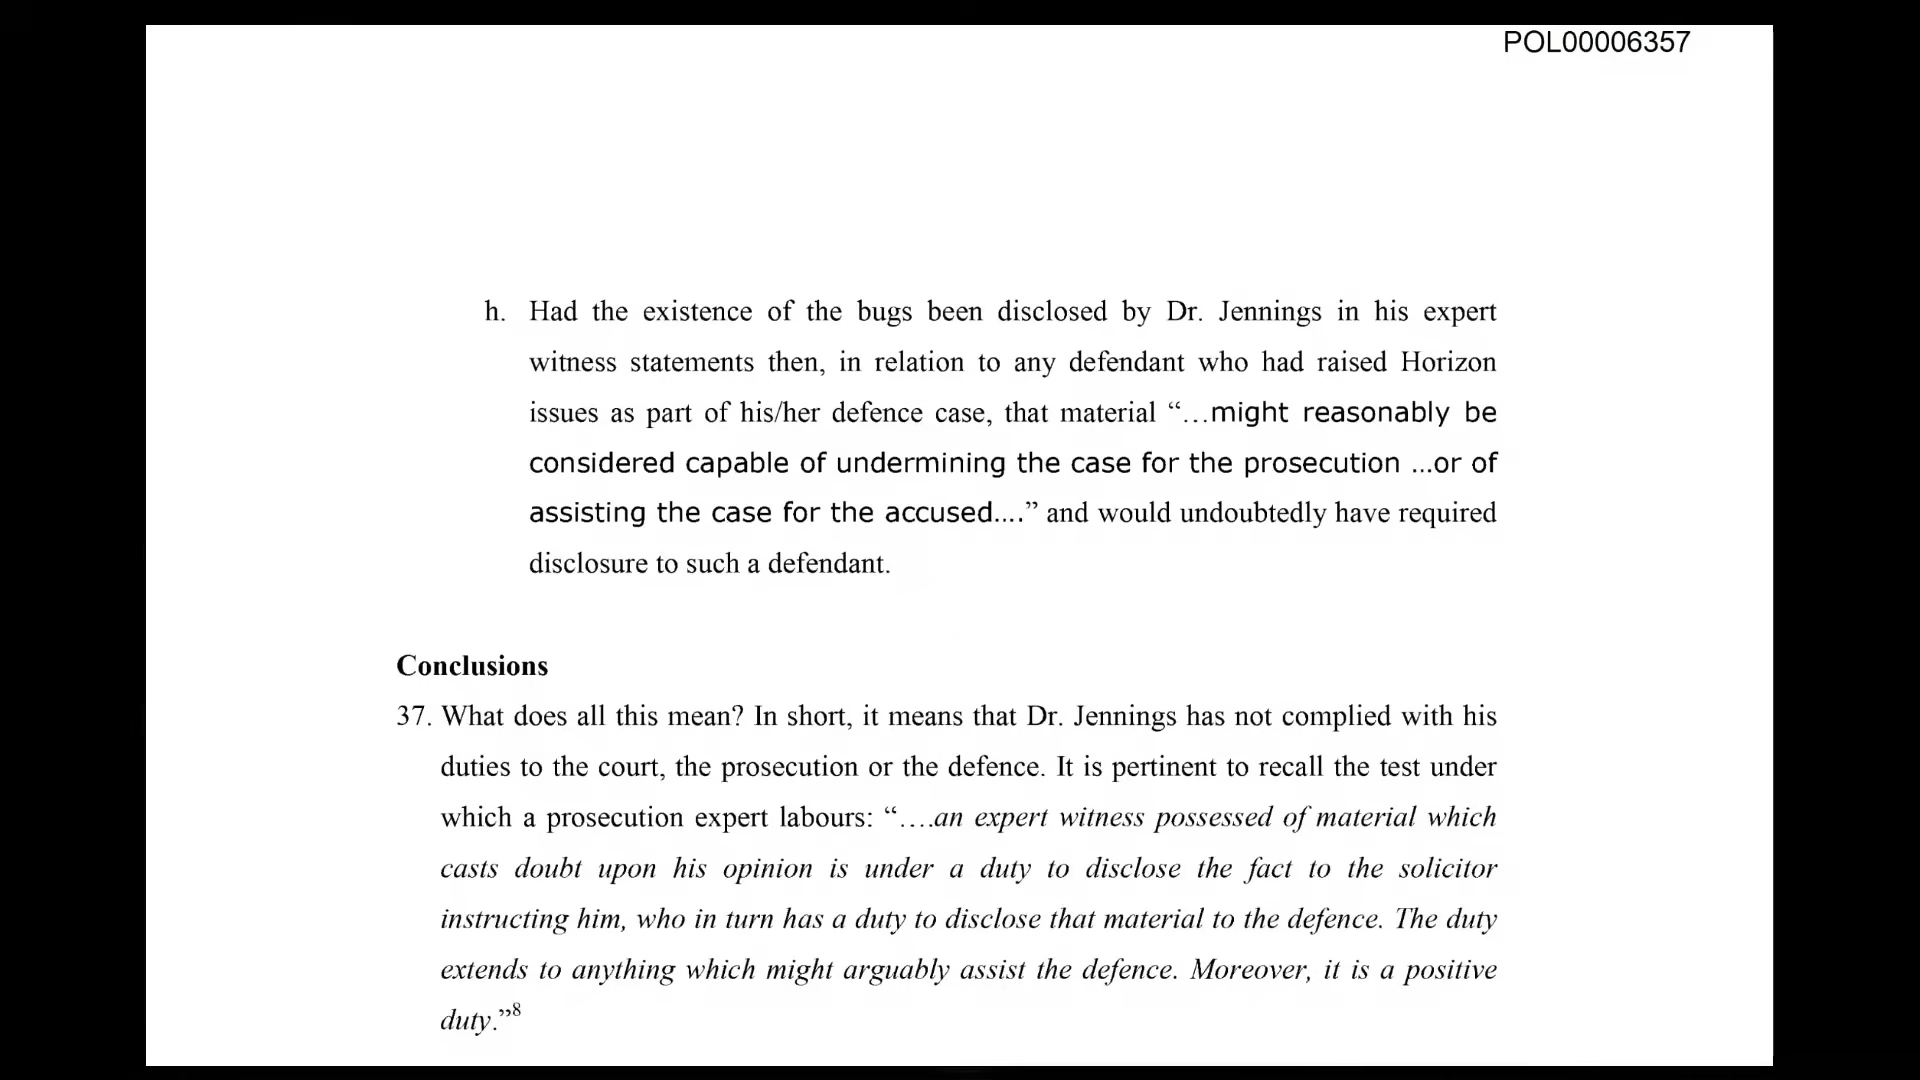 POL00006357
h. Had the existence of the bugs been disclosed by Dr. Jennings in his expert
witness statements then, in relation to any defendant who had raised Horizon
issues as part of his/her defence case, that material “…might reasonably be
considered capable of undermining the case for the prosecution …or of
assisting the case for the accused….” and would undoubtedly have required
disclosure to such a defendant.
Conclusions
37. What does all this mean? In short, it means that Dr. Jennings has not complied with his
duties to the court, the prosecution or the defence. It is pertinent to recall the test under
which a prosecution expert labours: “….an expert witness possessed of material which
casts doubt upon his opinion is under a duty to disclose the fact to the solicitor
instructing him, who in turn has a duty to disclose that material to the defence. The duty
extends to anything which might arguably assist the defence. Moreover, it is a positive
duty.”8